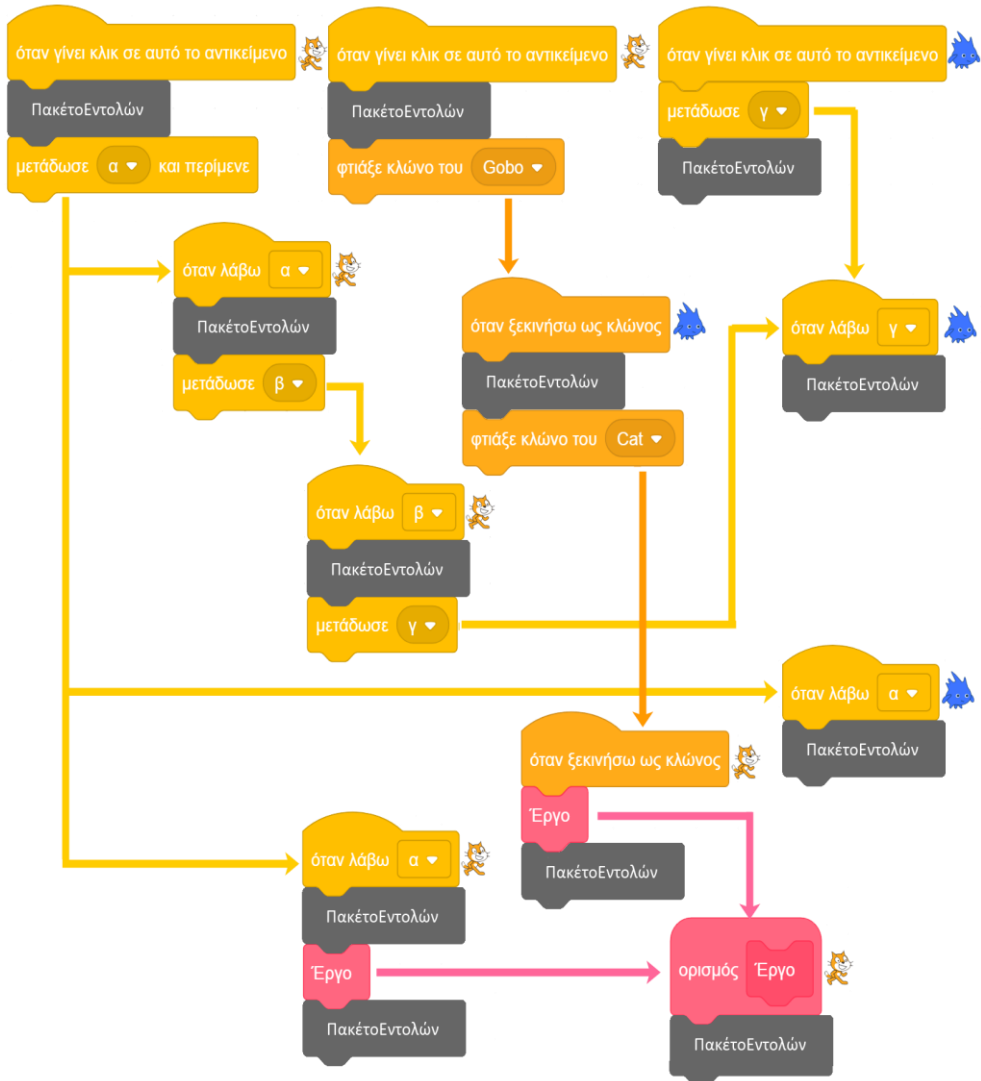 όταν γίνει κλικ σε αυτό το αντικείμενο
ΠακέτοΕντολών
μετάδωσε α και περίμενε
όταν γίνει κλικ σε αυτό το αντικείμενο
ΠακέτοΕντολών
φτιάξε κλώνο του Gobo
όταν γίνει κλικ σε αυτό το αντικείμενο
μετάδωσε γ
ΠακέτοΕντολών
όταν λάβω α
ΠακέτοΕντολών
μετάδωσε β
όταν ξεκινήσω ως κλώνος
ΠακέτοΕντολών
φτιάξε κλώνο του Cat
όταν λάβω γ
ΠακέτοΕντολών
όταν λάβω β
ΠακέτοΕντολών
μετάδωσε γ
όταν λάβω α
ΠακέτοΕντολών
όταν ξεκινήσω ως κλώνος
Έργο
ΠακέτοΕντολών
όταν λάβω α
ΠακέτοΕντολών
Έργο
ΠακέτοΕντολών
ορισμός Έργο
ΠακέτοΕντολών